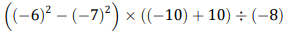 ((−6)² − (−7)²) × ((−10) + 10) ÷ (−8)